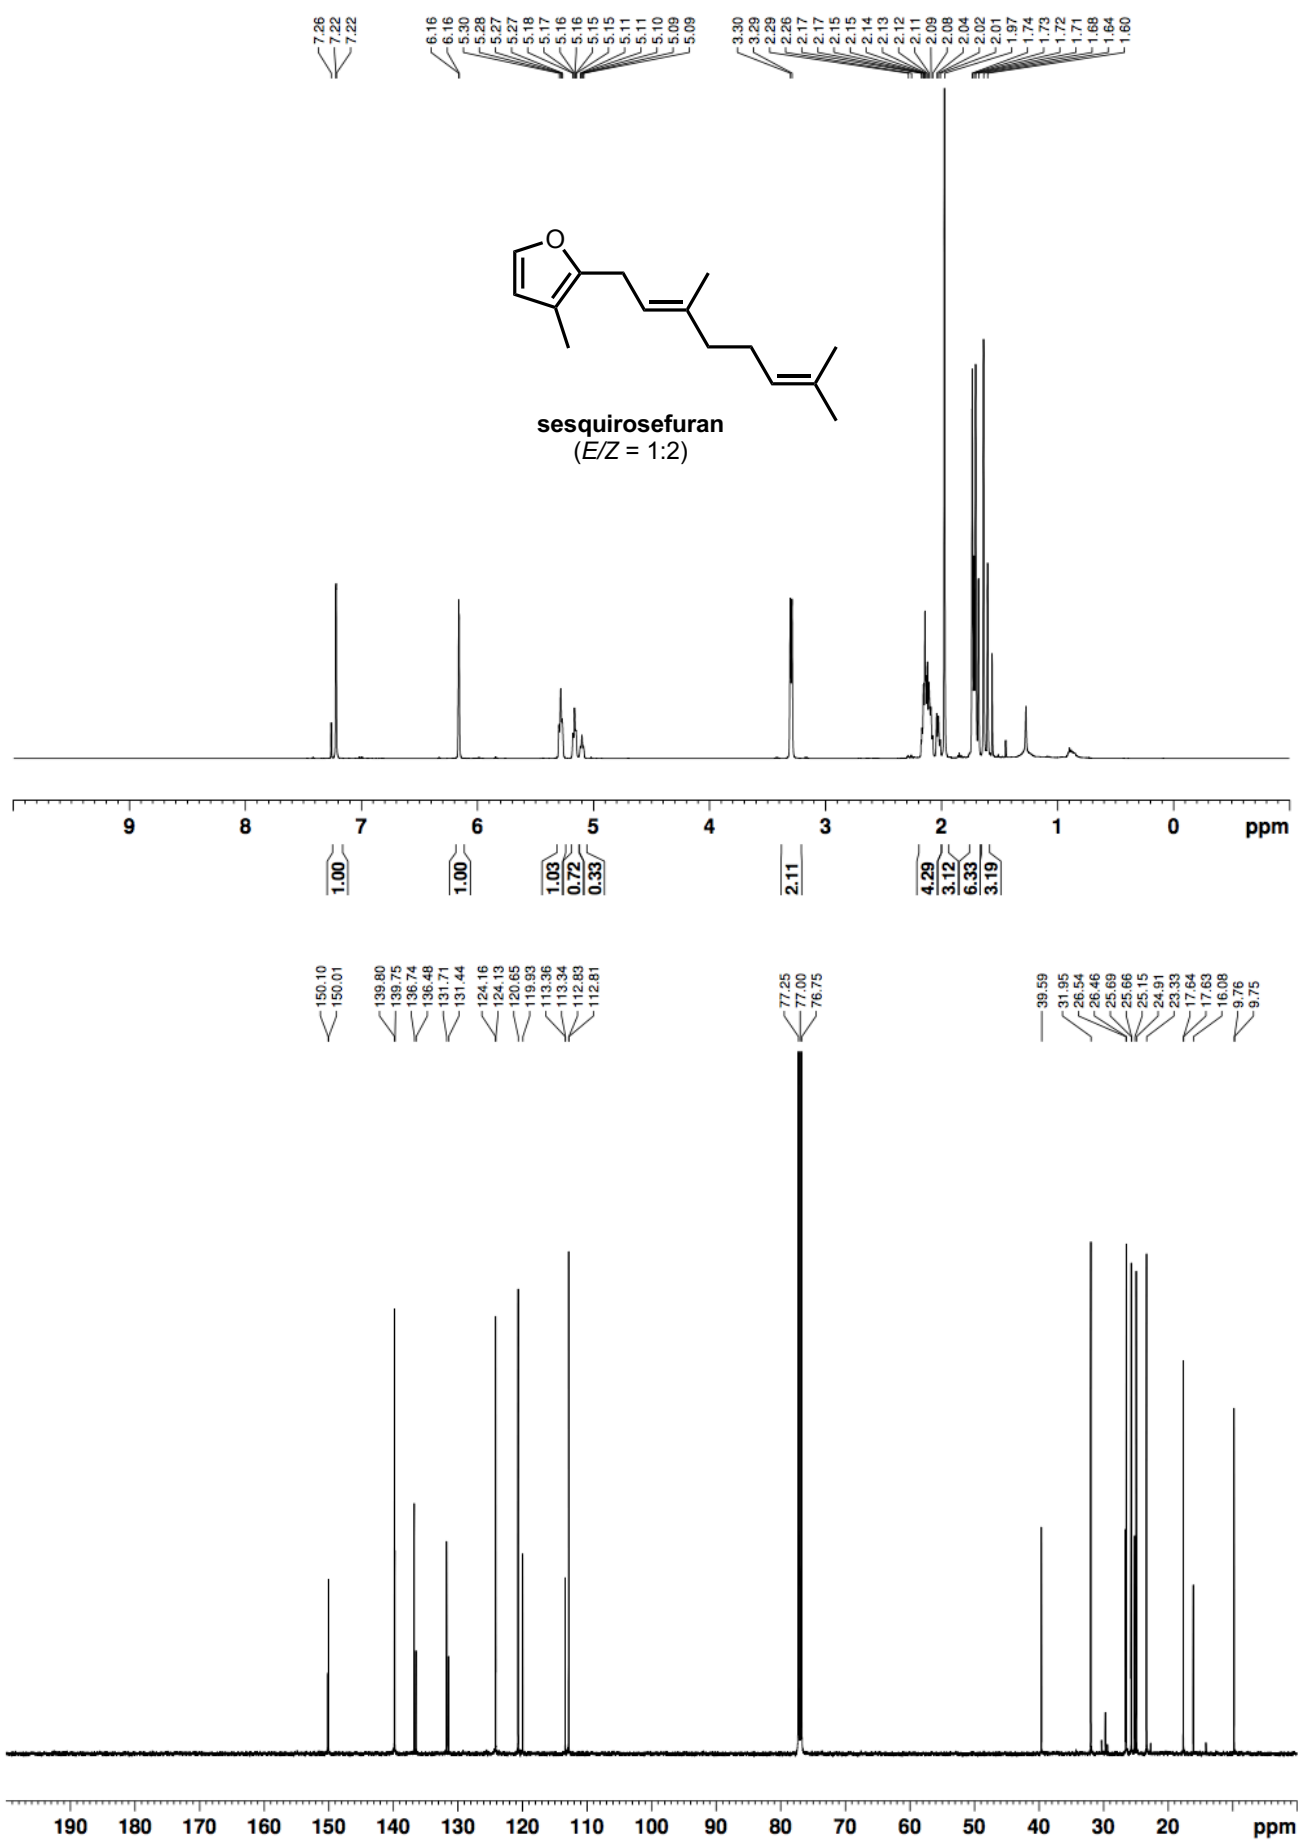 7.26 7.22 7.22 6.16 6.16 5.30 5.28 5.27 5.27 5.18 5.17 5.16 5.16 5.15 5.15 5.11 5.11 5.10 5.09 5.09 3.30 3.29 2.29 2.26 2.17 2.17 2.15 2.15 2.14 2.13 2.12 2.11 2.09 2.08 2.04 2.02 2.01 1.97 1.74 1.73 1.72 1.71 1.68 1.64 1.60
O
sesquirosefuran
(E/Z = 1:2)
9 8 7 6 5 4 3 2 1 0 ppm
1.00 1.00 1.03 0.72 0.33 2.11 4.29 3.12 6.33 3.19
150.10 150.01 139.80 139.75 136.74 136.48 131.71 131.44 124.16 124.13 120.65 119.93 113.36 113.34 112.83 112.81 77.25 77.00 76.75 39.59 31.95 26.54 26.46 25.69 25.66 25.15 24.91 23.33 17.64 17.63 16.08 9.76 9.75
190 180 170 160 150 140 130 120 110 100 90 80 70 60 50 40 30 20 ppm